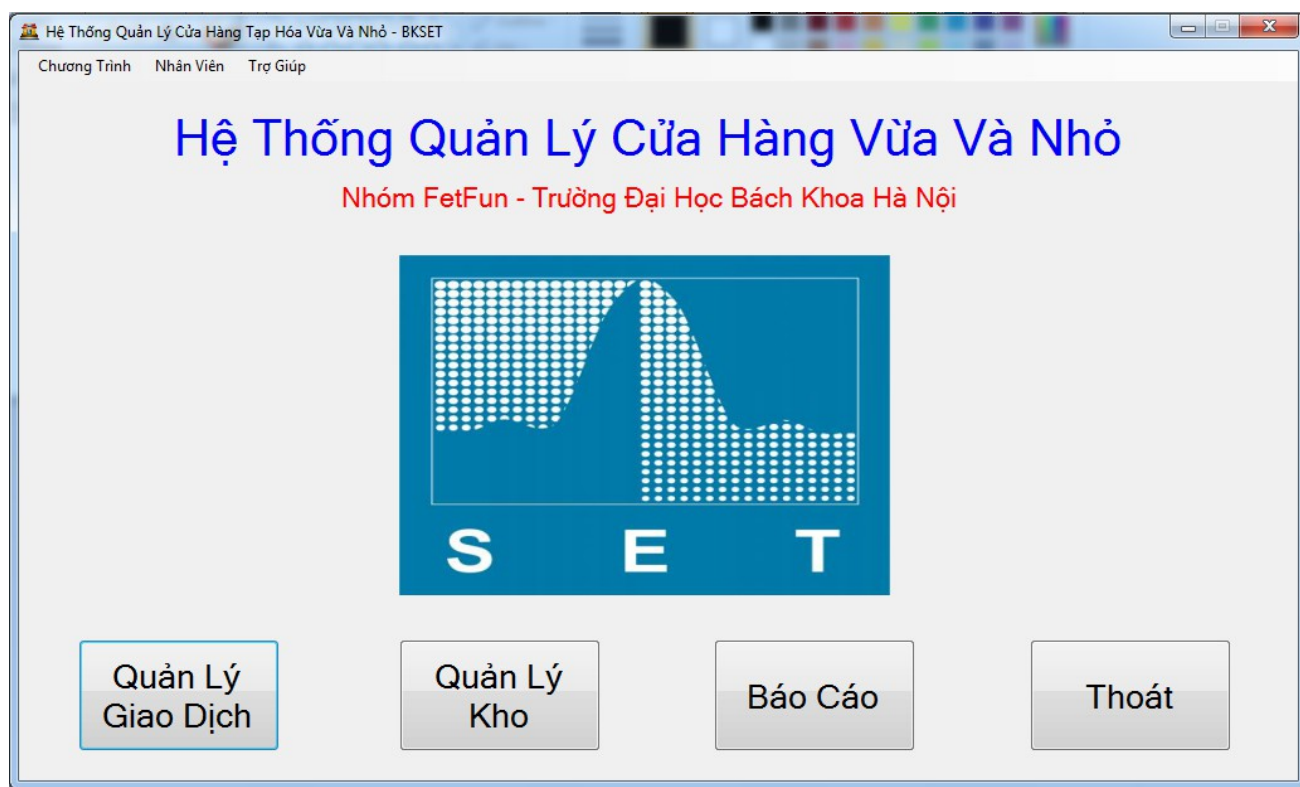 Hệ Thống Quản Lý Cửa Hàng Tạp Hóa Vừa Và Nhỏ - BKSET
Chương Trình Nhân Viên Trợ Giúp
Hệ Thống Quản Lý Cửa Hàng Vừa Và Nhỏ
Nhóm FetFun - Trường Đại Học Bách Khoa Hà Nội
S E T
Quản Lý
Giao Dịch
Quản Lý
Kho
Báo Cáo
Thoát